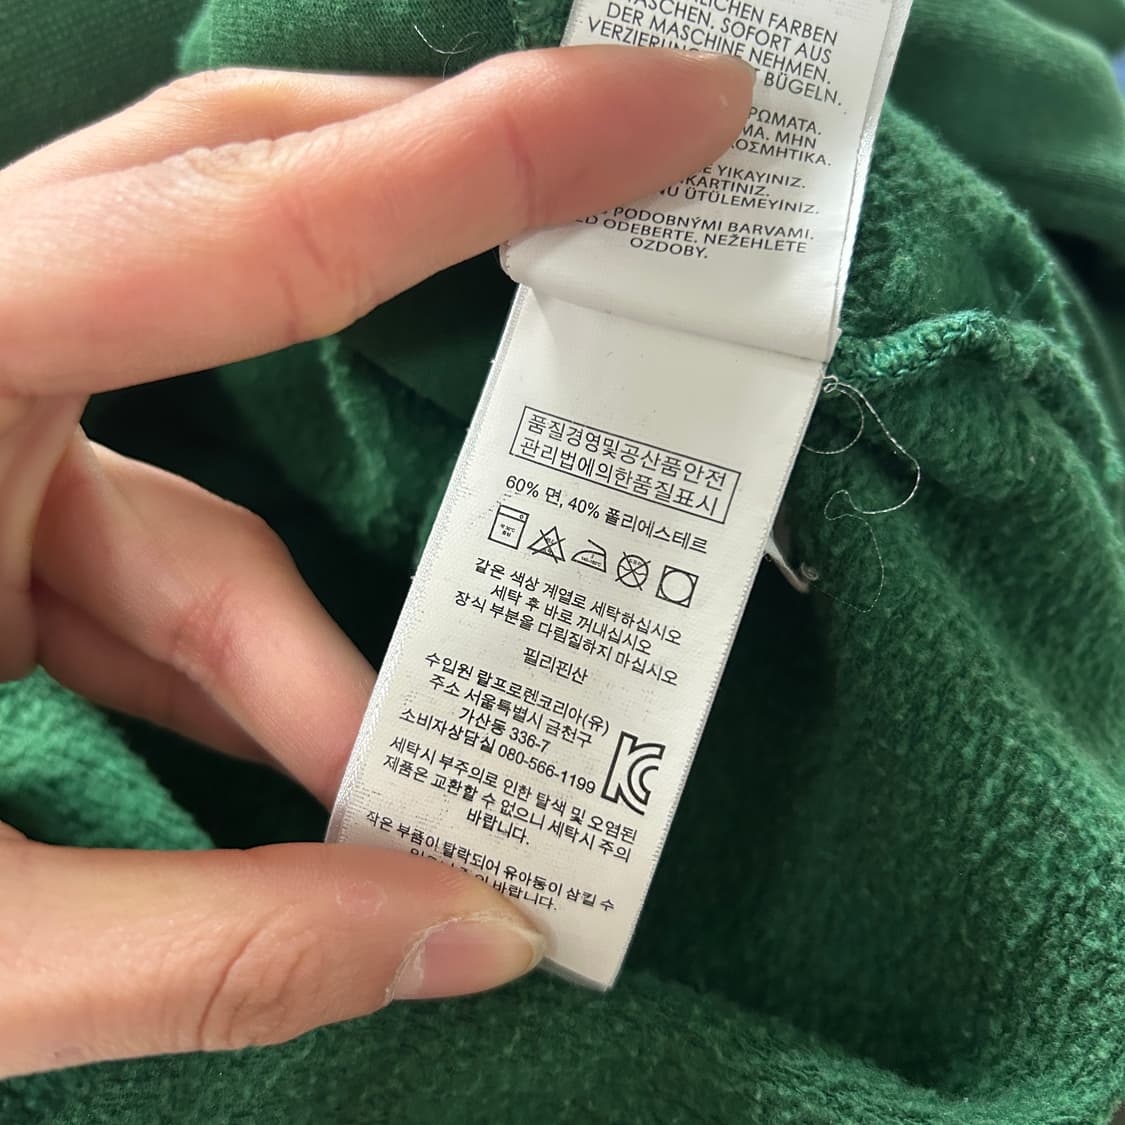 LICHEN FARBEN
ASCHEN. SOFORT AUS
DER MASCHINE NEHMEN.
BÜGELN.
ΡΩΜΑΤΑ.
ΜΑ. ΜΗΝ
ΚΟΣΜΗΤΙΚΑ.
YIKAYINIZ.
KARTINIZ.
ÜTÜLEMEYINIZ.
PODOBNÝMI BARVAMI.
ODEBERTE. NEŽEHLETE
OZDOBY.
품질경영및공산품안전
관리법에의한품질표시
60% 면, 40% 폴리에스테르
같은 색상 계열로 세탁하십시오
세탁 후 바로 꺼내십시오
장식 부분을 다림질하지 마십시오
필리핀산
수입원 랄프로렌코리아(유)
주소 서울특별시 금천구
가산동 336-7
소비자상담실 080-566-1199
세탁시 부주의로 인한 탈색 및 오염된
제품은 교환할 수 없으니 세탁시 주의
바랍니다.
작은 부품이 탈락되어 유아동이 삼킬 수
바랍니다.